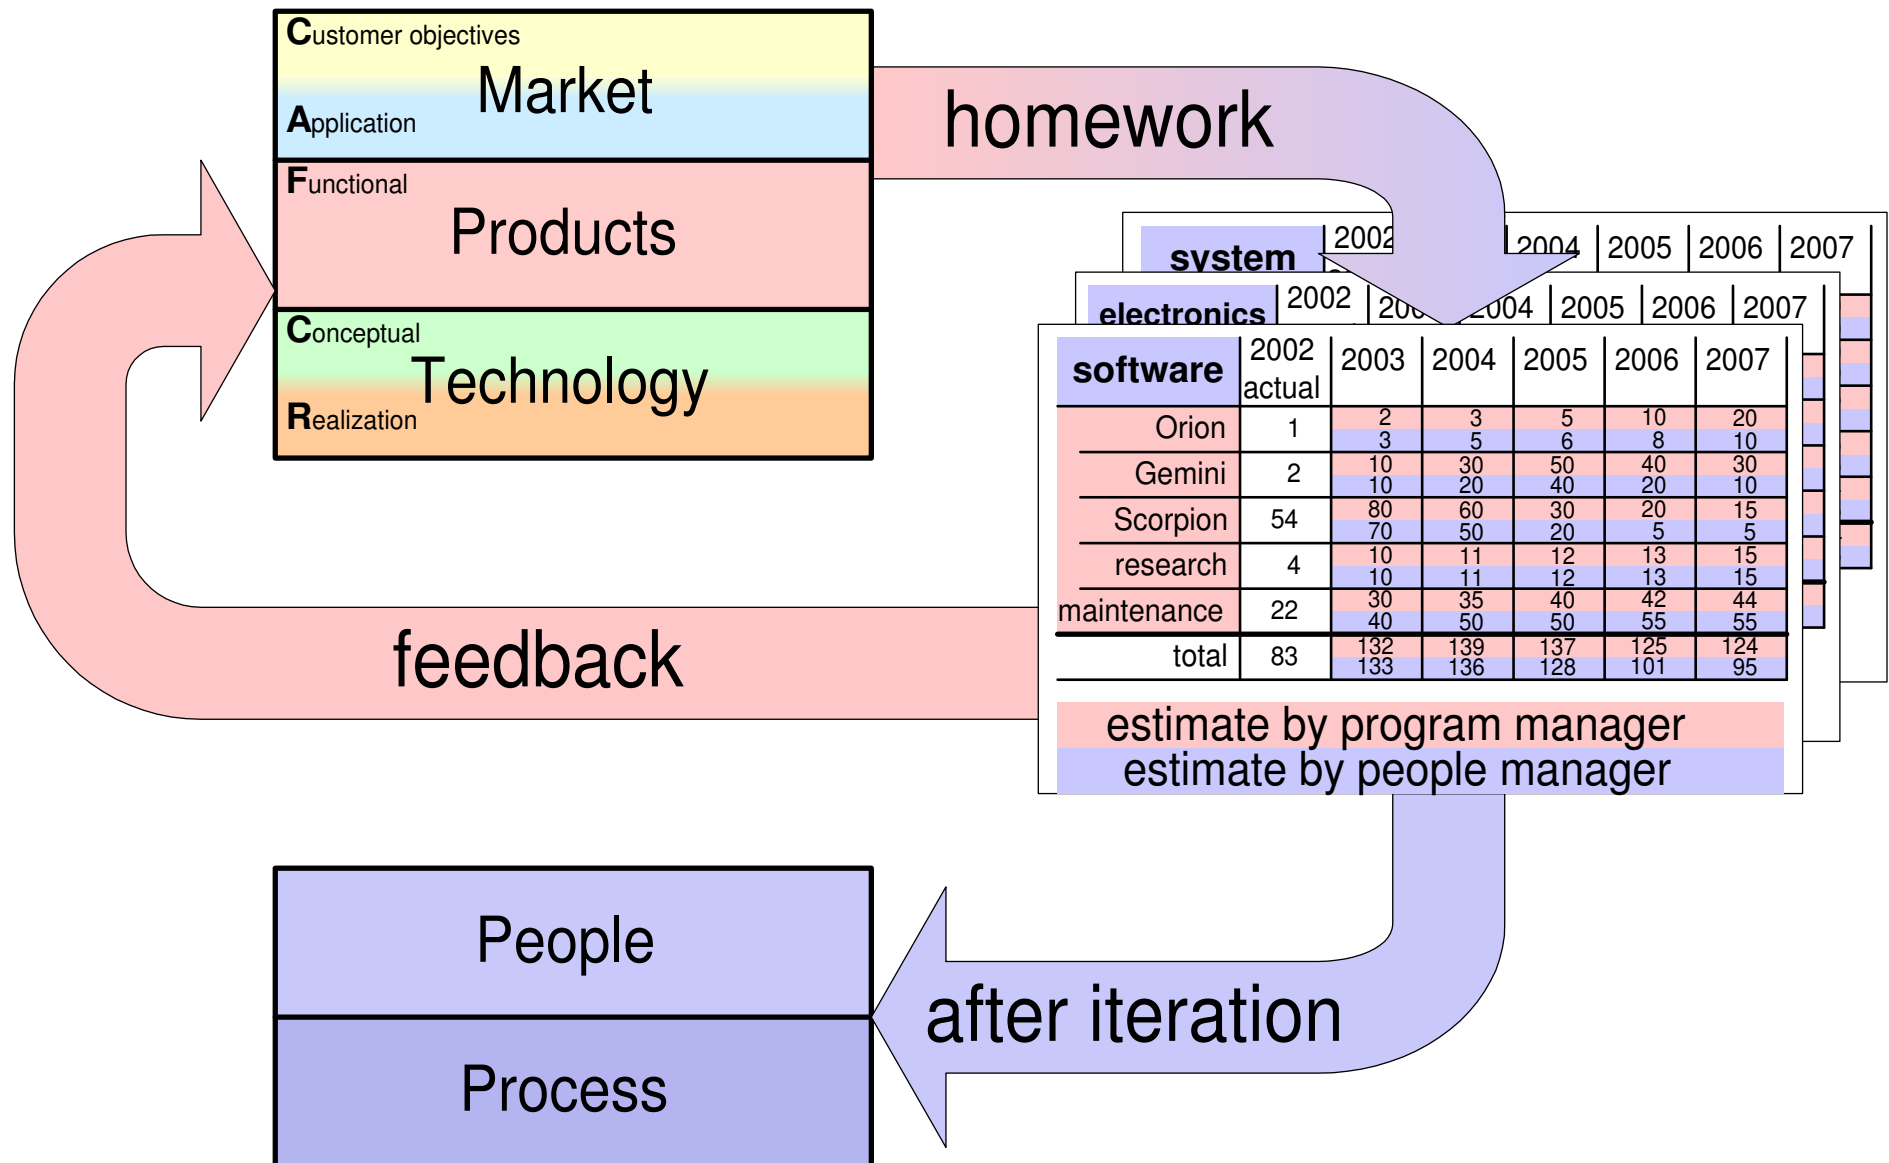 Customer objectives
Market
Application
Functional
Products
Conceptual
Technology
Realization
homework
feedback
system 2002 2004 2005 2006 2007
electronics 2002 2004 2005 2006 2007
software 2002 actual 2003 2004 2005 2006 2007
Orion 1 2 3 5 10 20
3 5 6 8 10
Gemini 2 10 30 50 40 30
10 20 40 20 10
Scorpion 54 80 60 30 20 15
70 50 20 5 5
research 4 10 11 12 13 15
10 11 12 13 15
maintenance 22 30 35 40 42 44
40 50 50 55 55
total 83 132 139 137 125 124
133 136 128 101 95
estimate by program manager
estimate by people manager
People
Process
after iteration